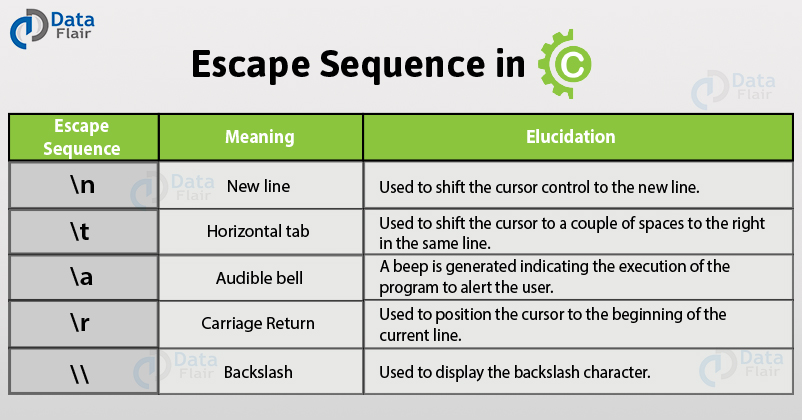 Data
Flair
Escape Sequence in C
Data
Flair
Escape
Sequence
Meaning
Elucidation
\n
New line
Used to shift the cursor control to the new line.
Data
Flair
\t
Horizontal tab
Used to shift the cursor to a couple of spaces to the right
in the same line.
\a
Audible bell
A beep is generated indicating the execution of the
program to alert the user.
\r
Carriage Return
Used to position the cursor to the beginning of the
current line.
\\
Backslash
Used to display the backslash character.
Data
Flair
Data
Flair